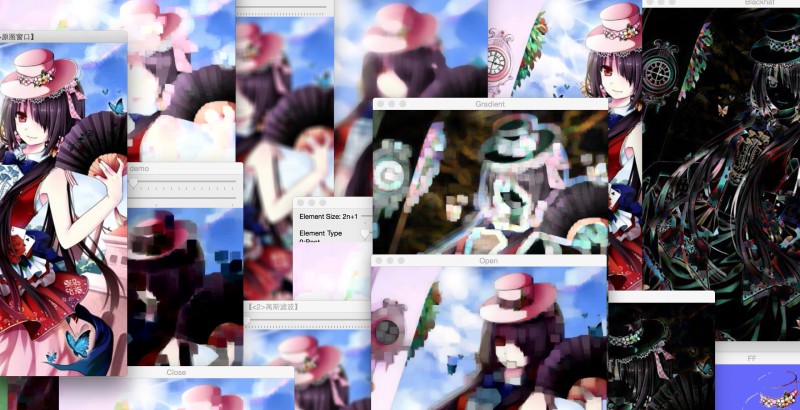 原图窗口】
Blackhat
Gradient
demo
Element Size: 2n+1
Element Type
Open
【<2>高斯滤波】
FF
Close